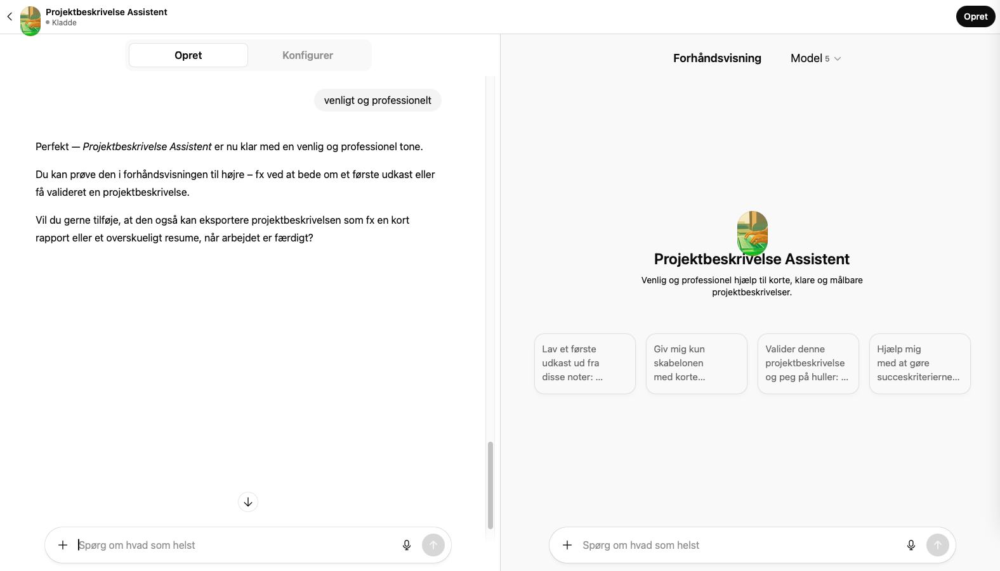 Projektbeskrivelse Assistent
Kladde
Opret
Opret
Konfigurer
venligt og professionelt
Perfekt — Projektbeskrivelse Assistent er nu klar med en venlig og professionel tone.
Du kan prøve den i forhåndsvisningen til højre – fx ved at bede om et første udkast eller
få valideret en projektbeskrivelse.
Vil du gerne tilføje, at den også kan eksportere projektbeskrivelsen som fx en kort
rapport eller et overskueligt resume, når arbejdet er færdigt?
Spørg om hvad som helst
Forhåndsvisning
Model 5
Projektbeskrivelse Assistent
Venlig og professionel hjælp til korte, klare og målbare
projektbeskrivelser.
Lav et første
udkast ud fra
disse noter: ...
Giv mig kun
skabelonen
med korte...
Valider denne
projektbeskrivelse
og peg på huller: ...
Hjælp mig
med at gøre
succeskriterierne...
Spørg om hvad som helst